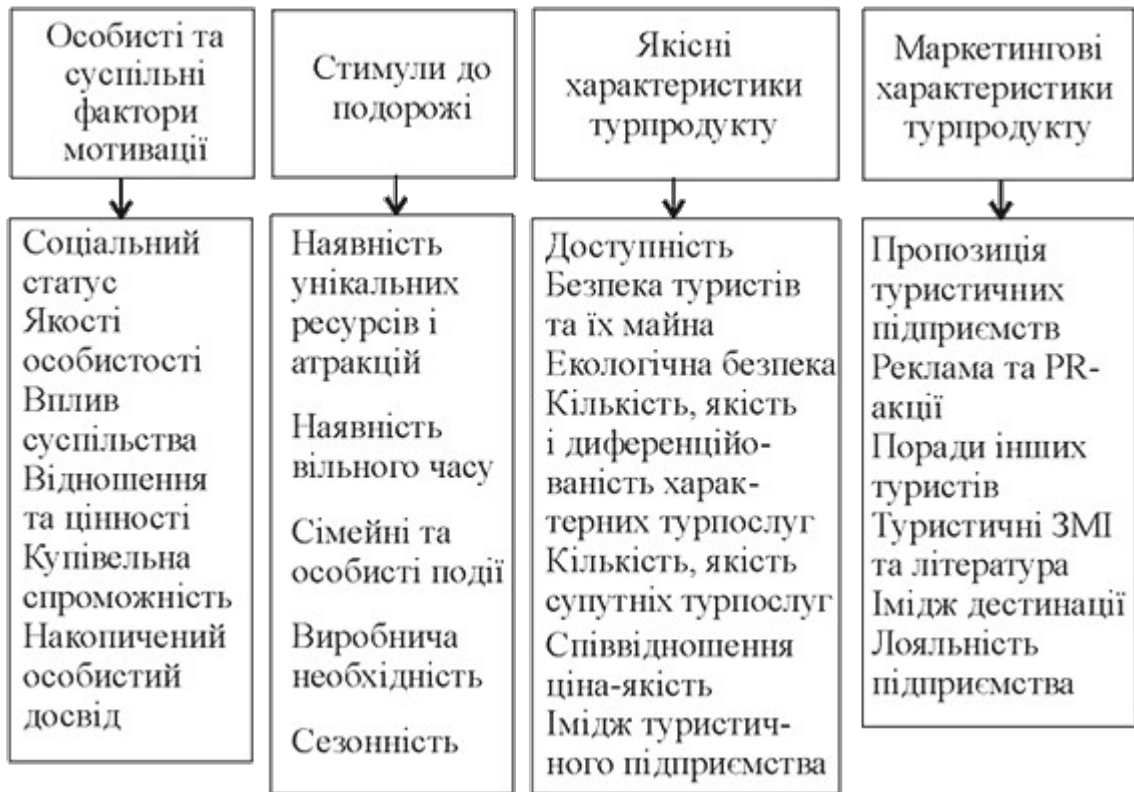 Особисті та
суспільні
фактори
мотивації
Соціальний
статус
Якості
особистості
Вплив
суспільства
Відношення
та цінності
Купівельна
спроможність
Накопичений
особистий
досвід
Стимули до
подорожі
Наявність
унікальних
ресурсів і
атракцій
Наявність
вільного часу
Сімейні та
особисті події
Виробнича
необхідність
Сезонність
Якісні
характеристики
турпродукту
Доступність
Безпека туристів
та їх майна
Екологічна безпека
Кількість, якість
і диференційо-
ваність харак-
терних турпослуг
Кількість, якість
супутніх турпослуг
Співвідношення
ціна-якість
Імідж туристич-
ного підприємства
Маркетингові
характеристики
турпродукту
Пропозиція
туристичних
підприємств
Реклама та PR-
акції
Поради інших
туристів
Туристичні ЗМІ
та література
Імідж дестинації
Лояльність
підприємства